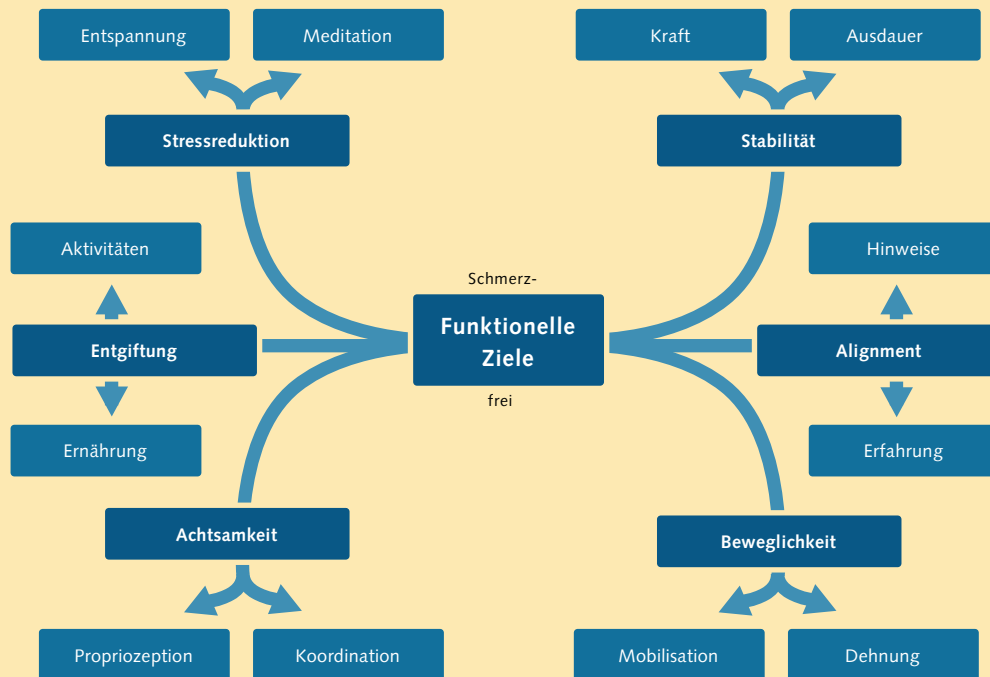 Entspannung
Meditation
Kraft
Ausdauer
Stressreduktion
Stabilität
Aktivitäten
Hinweise
Schmerz-
Funktionelle
Ziele
frei
Entgiftung
Alignment
Ernährung
Erfahrung
Achtsamkeit
Beweglichkeit
Propriozeption
Koordination
Mobilisation
Dehnung